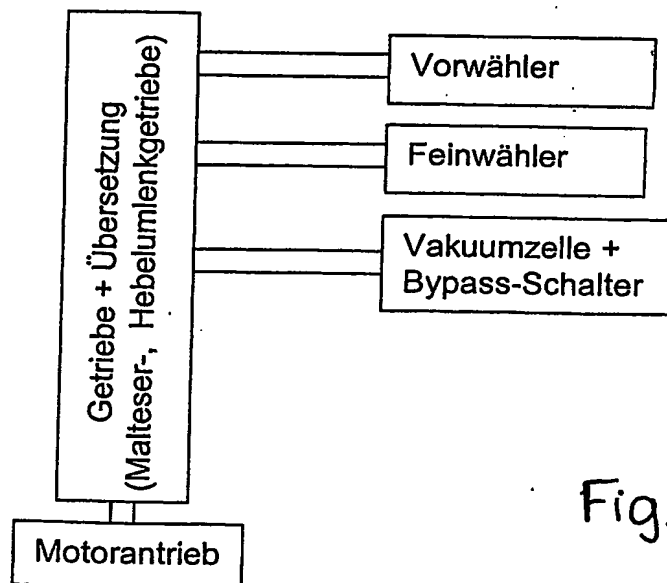 Vorwähler
Feinwähler
Vakuumzelle +
Bypass-Schalter
Getriebe + Übersetzung
(Malteser-, Hebelumlenkgetriebe)
Motorantrieb
Fig.